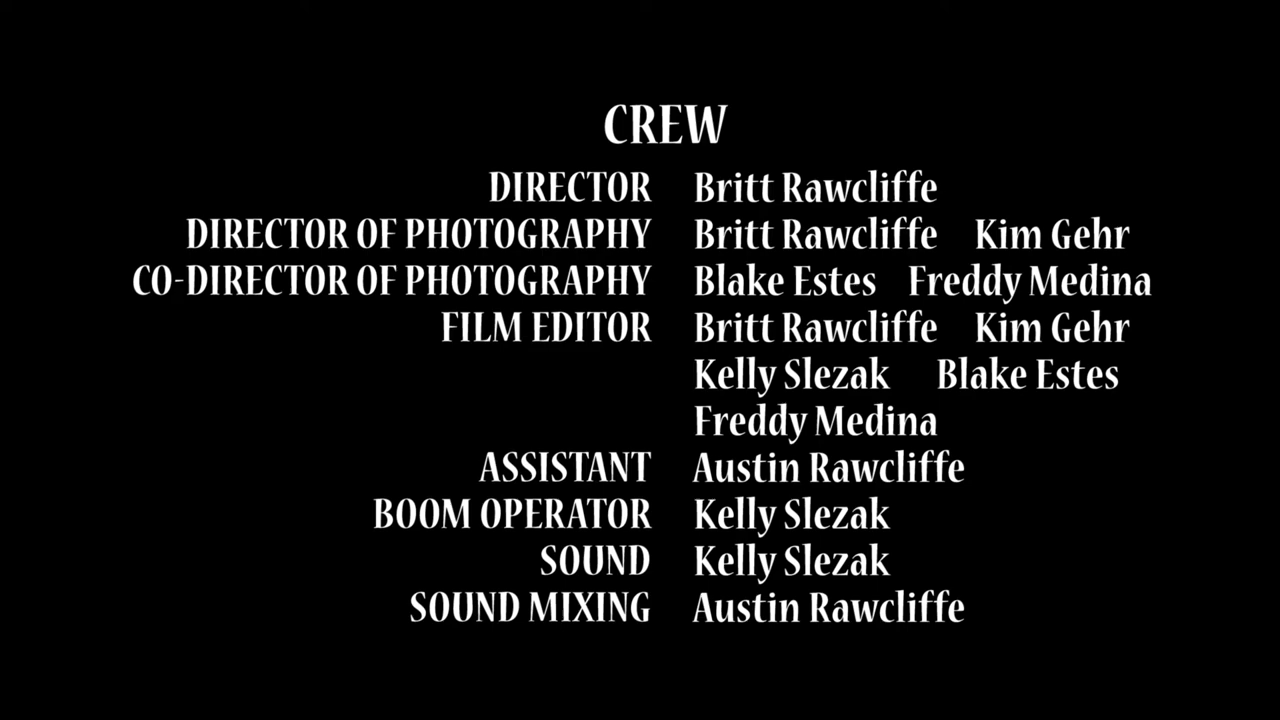 CREW
DIRECTOR Britt Rawcliffe
DIRECTOR OF PHOTOGRAPHY Britt Rawcliffe Kim Gehr
CO-DIRECTOR OF PHOTOGRAPHY Blake Estes Freddy Medina
FILM EDITOR Britt Rawcliffe Kim Gehr
Kelly Slezak Blake Estes
Freddy Medina
ASSISTANT Austin Rawcliffe
BOOM OPERATOR Kelly Slezak
SOUND Kelly Slezak
SOUND MIXING Austin Rawcliffe